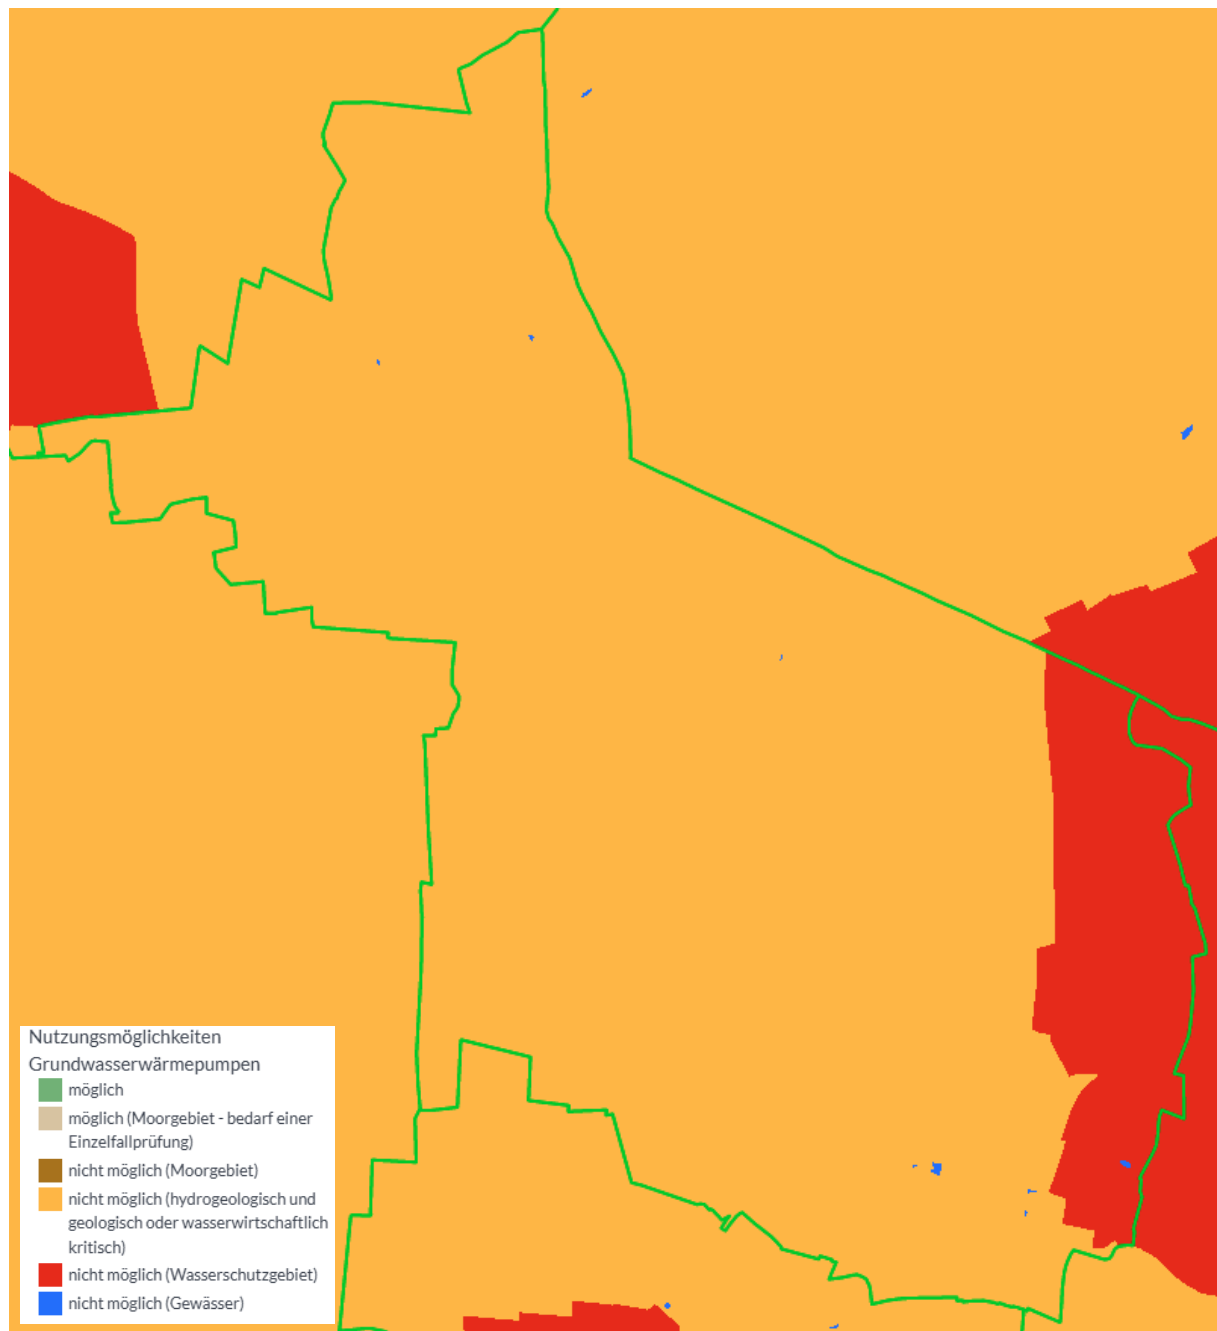 Nutzungsmöglichkeiten
Grundwasserwärmepumpen
möglich
möglich (Moorgebiet - bedarf einer
Einzelfallprüfung)
nicht möglich (Moorgebiet)
nicht möglich (hydrogeologisch und
geologisch oder wasserwirtschaftlich
kritisch)
nicht möglich (Wasserschutzgebiet)
nicht möglich (Gewässer)